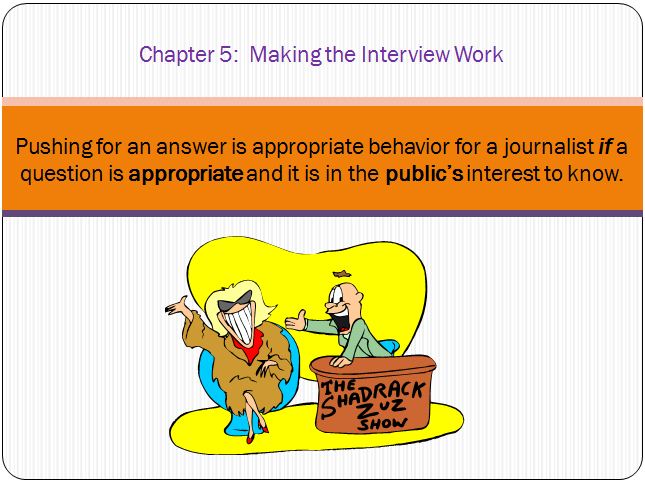 Chapter 5:  Making the Interview Work
Pushing for an answer is appropriate behavior for a journalist if a
question is appropriate and it is in the public's interest to know.
THE
SHADRACK
ZUZ
SHOW